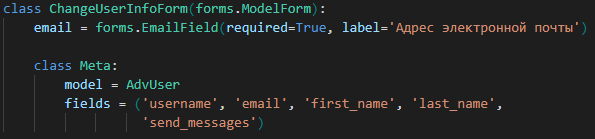 class ChangeUserInfoForm(forms.ModelForm):
    email = forms.EmailField(required=True, label='Адрес электронной почты')
    class Meta:
        model = AdvUser
        fields = ('username', 'email', 'first_name', 'last_name',
                  'send_messages')